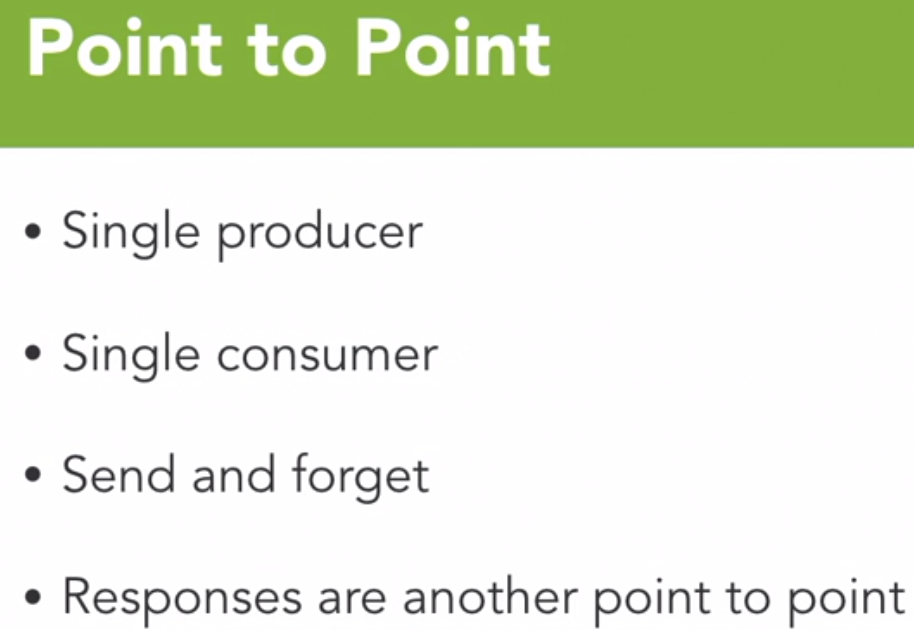 Point to Point
• Single producer
• Single consumer
• Send and forget
• Responses are another point to point